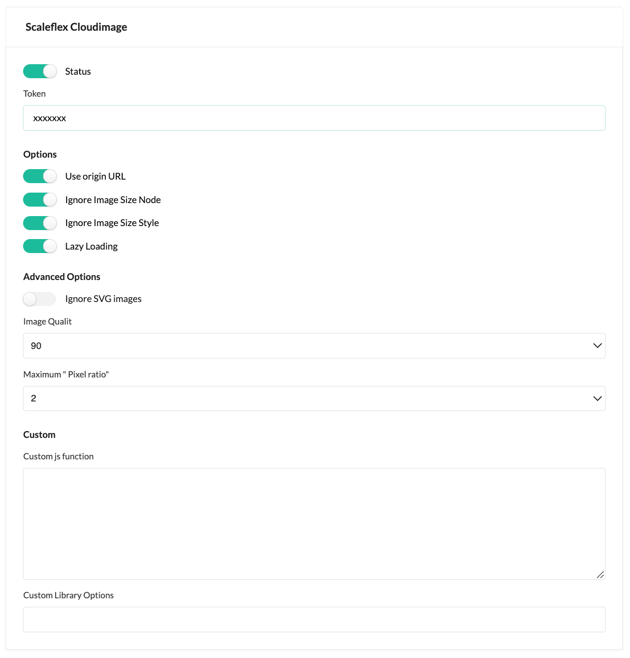 Scaleflex Cloudimage
Status
Token
xxxxxxx
Options
Use origin URL
Ignore Image Size Node
Ignore Image Size Style
Lazy Loading
Advanced Options
Ignore SVG images
Image Qualit
90
Maximum " Pixel ratio"
2
Custom
Custom js function
Custom Library Options